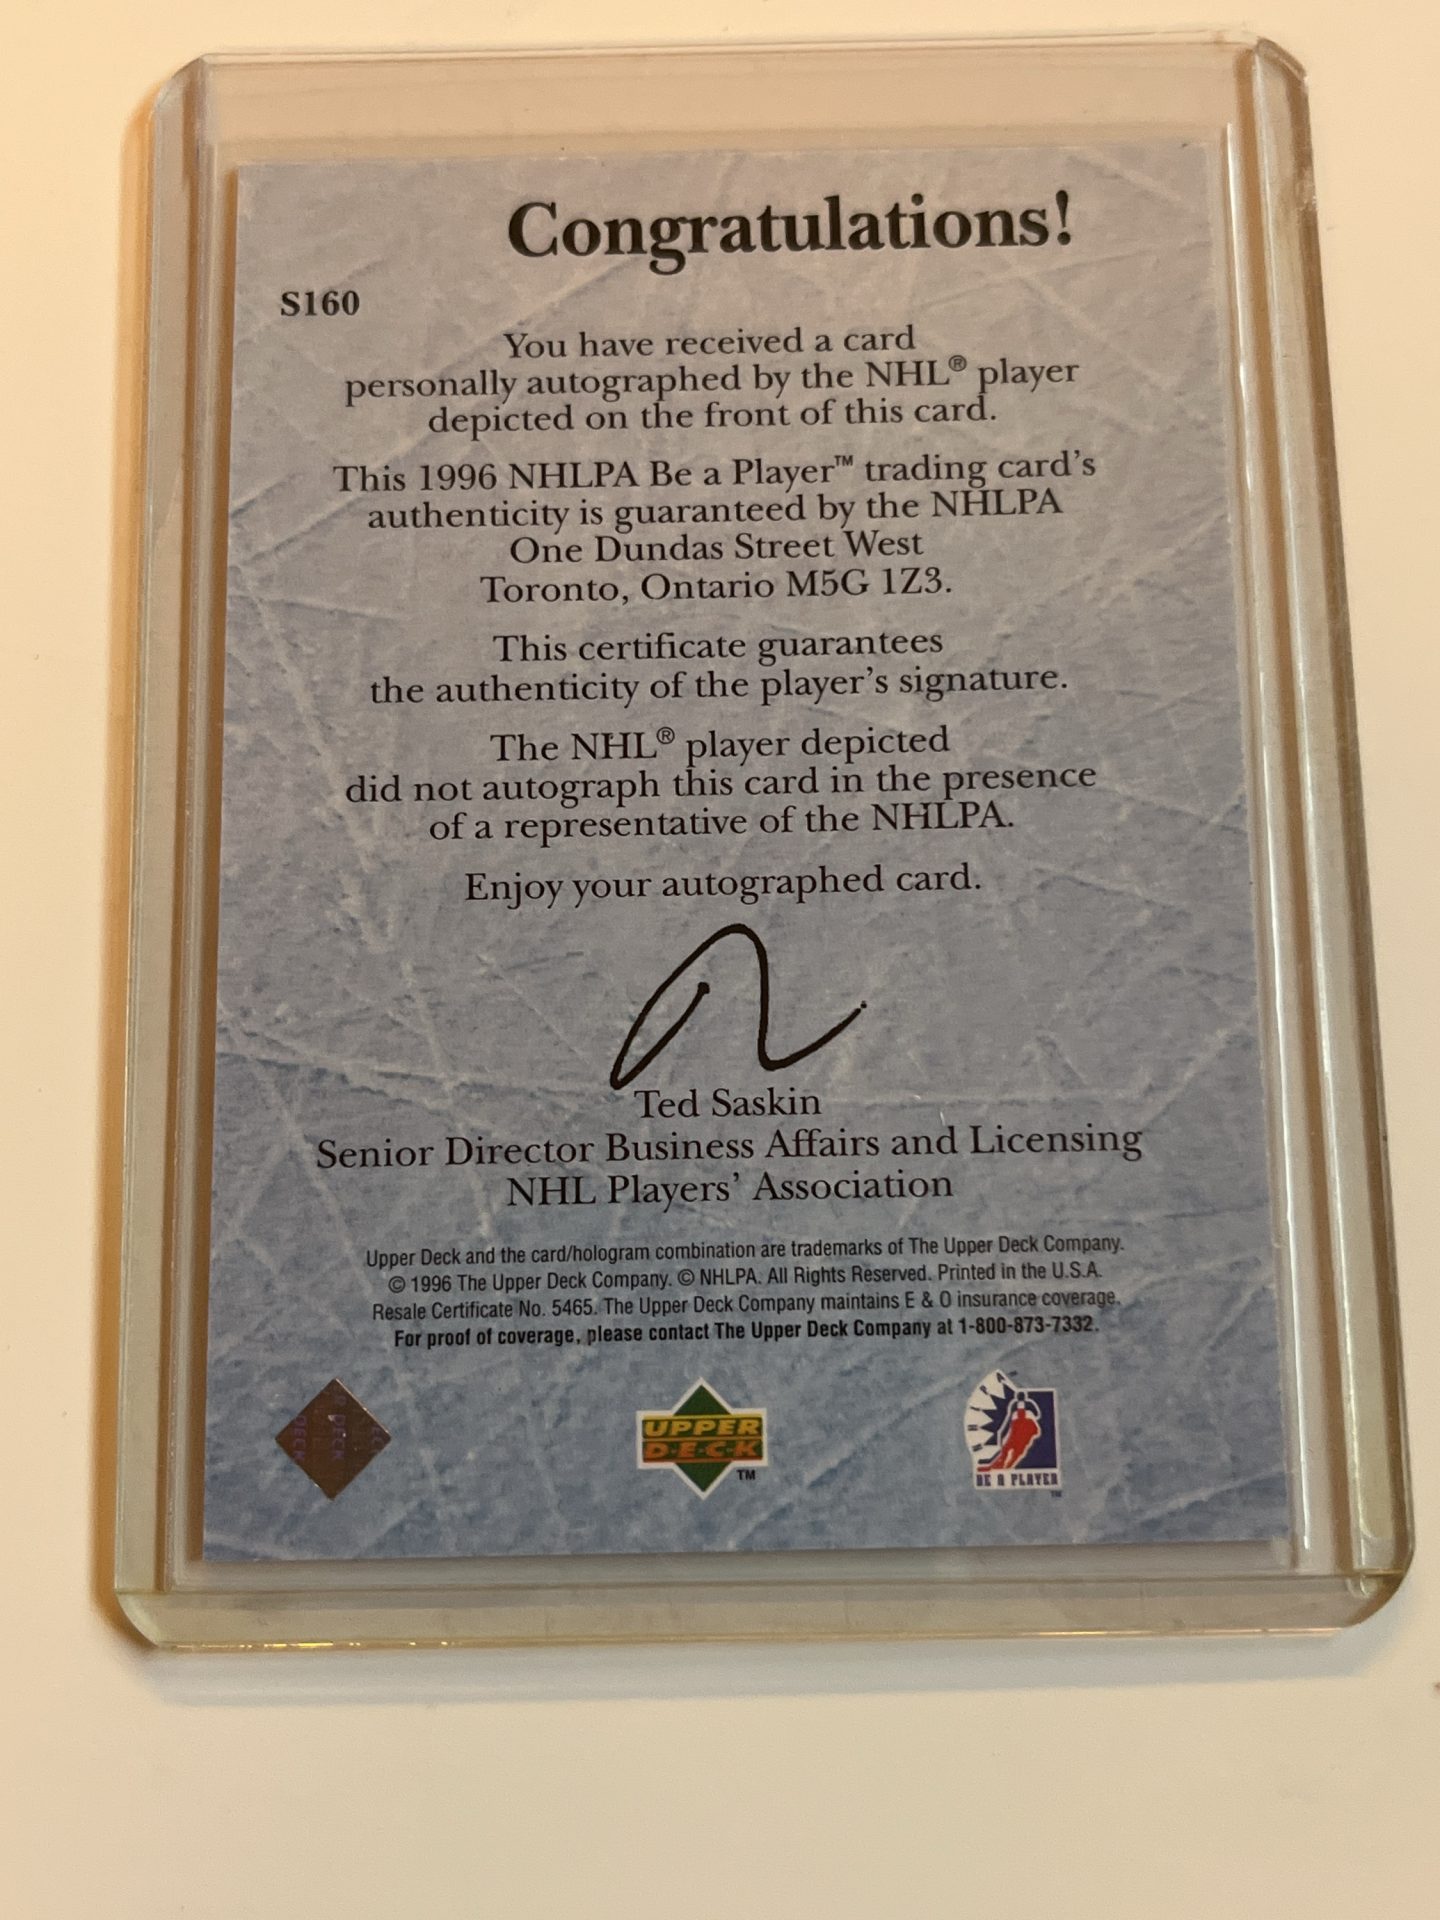 Congratulations!
S160
You have received a card
personally autographed by the NHL® player
depicted on the front of this card.
This 1996 NHLPA Be a Player™ trading card's
authenticity is guaranteed by the NHLPA
One Dundas Street West
Toronto, Ontario M5G 1Z3.
This certificate guarantees
the authenticity of the player's signature.
The NHL® player depicted
did not autograph this card in the presence
of a representative of the NHLPA.
Enjoy your autographed card.
Ted Saskin
Senior Director Business Affairs and Licensing
NHL Players' Association
Upper Deck and the card/hologram combination are trademarks of The Upper Deck Company.
© 1996 The Upper Deck Company. © NHLPA. All Rights Reserved. Printed in the U.S.A.
Resale Certificate No. 5465. The Upper Deck Company maintains E & O insurance coverage.
For proof of coverage, please contact The Upper Deck Company at 1-800-873-7332.
UPPER
D·E·C·K
™
NHLPA
BE A PLAYER
™